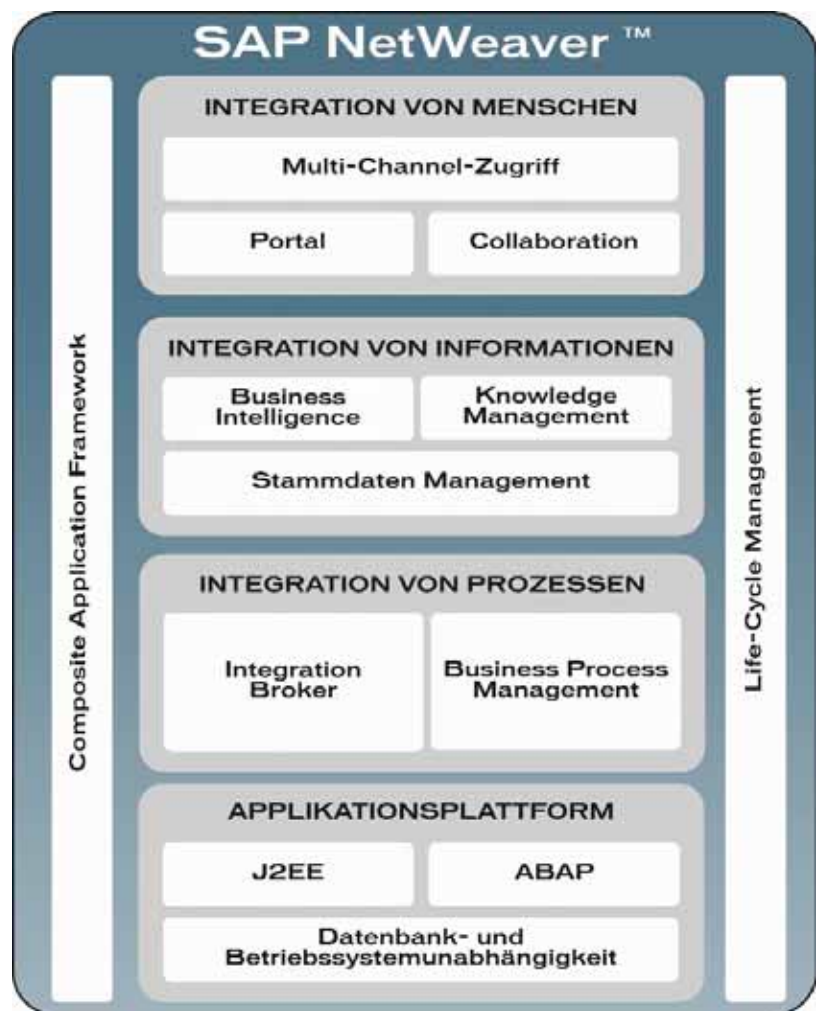 SAP NetWeaver ™
Composite Application Framework
INTEGRATION VON MENSCHEN
Multi-Channel-Zugriff
Portal
Collaboration
INTEGRATION VON INFORMATIONEN
Business
Intelligence
Knowledge
Management
Stammdaten Management
INTEGRATION VON PROZESSEN
Integration
Broker
Business Process
Management
APPLIKATIONSPLATTFORM
J2EE
ABAP
Datenbank- und
Betriebssystemunabhängigkeit
Life-Cycle Management